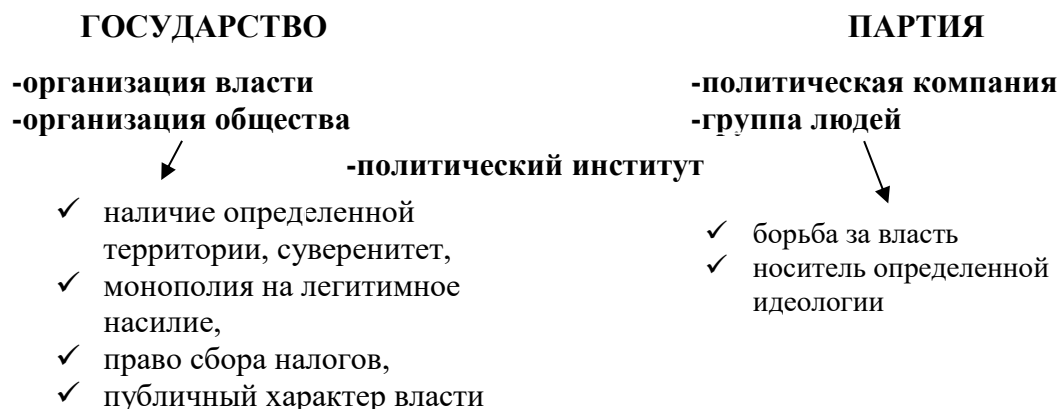 ГОСУДАРСТВО
-организация власти
-организация общества
ПАРТИЯ
-политическая компания
-группа людей
-политический институт
✓ наличие определенной
территории, суверенитет,
✓ монополия на легитимное
насилие,
✓ право сбора налогов,
✓ публичный характер власти
✓ борьба за власть
✓ носитель определенной
идеологии